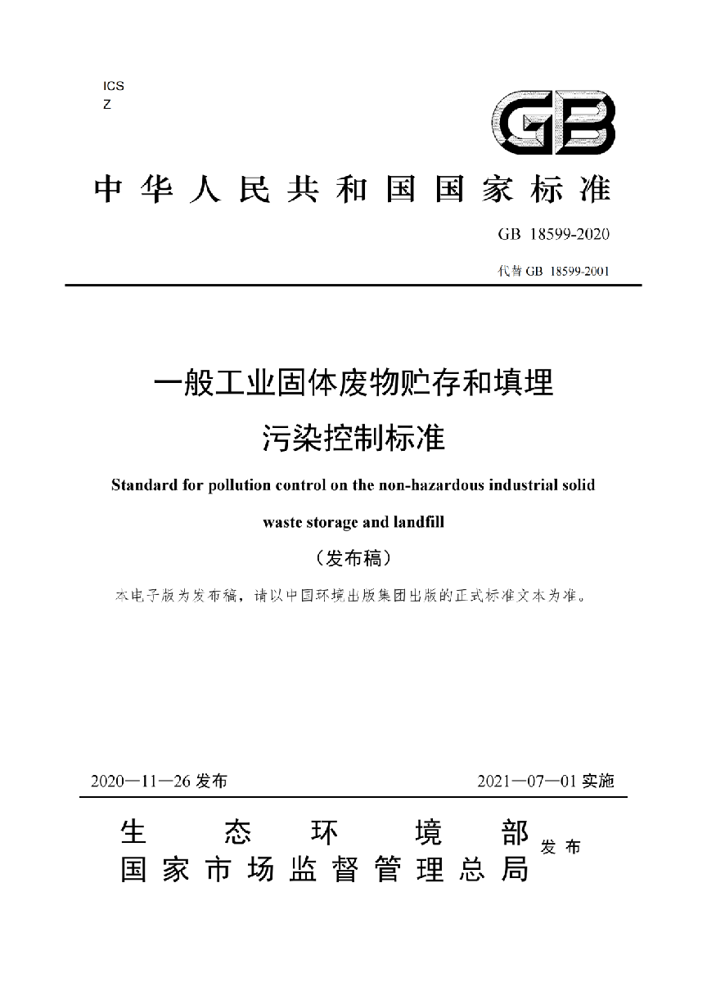 ICS
Z
GB
中华人民共和国国家标准
GB 18599-2020
代替 GB 18599-2001
一般工业固体废物贮存和填埋
污染控制标准
Standard for pollution control on the non-hazardous industrial solid
waste storage and landfill
（发布稿）
本电子版为发布稿，请以中国环境出版集团出版的正式标准文本为准。
2020—11—26 发布
2021—07—01 实施
生态环境部
国家市场监督管理总局
发布